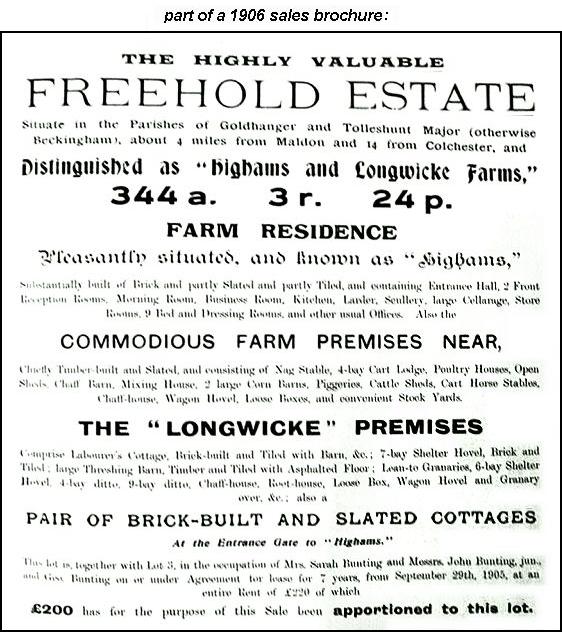 part of a 1906 sales brochure:
THE HIGHLY VALUABLE
FREEHOLD ESTATE
Situate in the Parishes of Goldhanger and Tolleshunt Major (otherwise
Beckingham), about 4 miles from Maldon and 14 from Colchester, and
Distinguished as "Highams and Longwicke Farms,"
344 a. 3 r. 24 p.
FARM RESIDENCE
Pleasantly situated, and known as "Highams,"
Substantially built of Brick and partly Slated and partly Tiled, and containing Entrance Hall, 2 Front
Reception Rooms, Morning Room, Business Room, Kitchen, Larder, Scullery, large Cellarage, Store
Rooms, 9 Bed and Dressing Rooms, and other usual Offices. Also the
COMMODIOUS FARM PREMISES NEAR,
Chiefly Timber-built and Slated, and consisting of Nag Stable, 4-bay Cart Lodge, Poultry Houses, Open
Sheds, Chaff Barn, Mixing House, 2 large Corn Barns, Piggeries, Cattle Sheds, Cart Horse Stables,
Chaff-house, Wagon Hovel, Loose Boxes, and convenient Stock Yards.
THE "LONGWICKE" PREMISES
Comprise Labourer's Cottage, Brick-built and Tiled with Barn, &c.; 7-bay Shelter Hovel, Brick and
Tiled; large Threshing Barn, Timber and Tiled with Asphalted Floor; Lean-to Granaries, 6-bay Shelter
Hovel, 4-bay ditto, 9-bay ditto, Chaff-house, Root-house, Loose Box, Wagon Hovel and Granary
over, &c.; also a
PAIR OF BRICK-BUILT AND SLATED COTTAGES
At the Entrance Gate to "Highams."
This lot is, together with Lot 3, in the occupation of Mrs. Sarah Bunting and Messrs. John Bunting, jun.,
and Bunting on or under Agreement for lease for 7 years, from September 29th, 1905, at an
entire Rent of £220 of which
£200 has for the purpose of this Sale been apportioned to this lot.